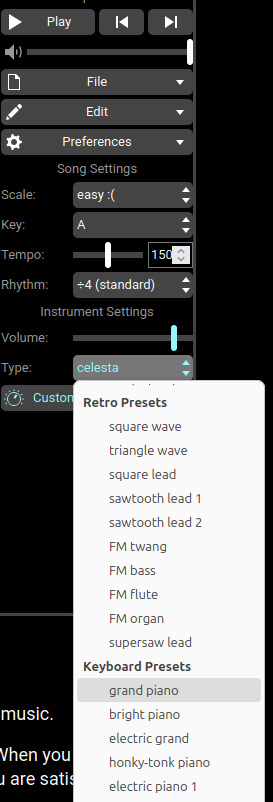 Play
File
Edit
Preferences
Song Settings
Scale: easy :(
Key: A
Tempo: 150
Rhythm: ÷4 (standard)
Instrument Settings
Volume:
Type: celesta
Custom
Retro Presets
square wave
triangle wave
square lead
sawtooth lead 1
sawtooth lead 2
FM twang
FM bass
FM flute
FM organ
supersaw lead
Keyboard Presets
grand piano
bright piano
music.
electric grand
When you
honky-tonk piano
u are satis
electric piano 1